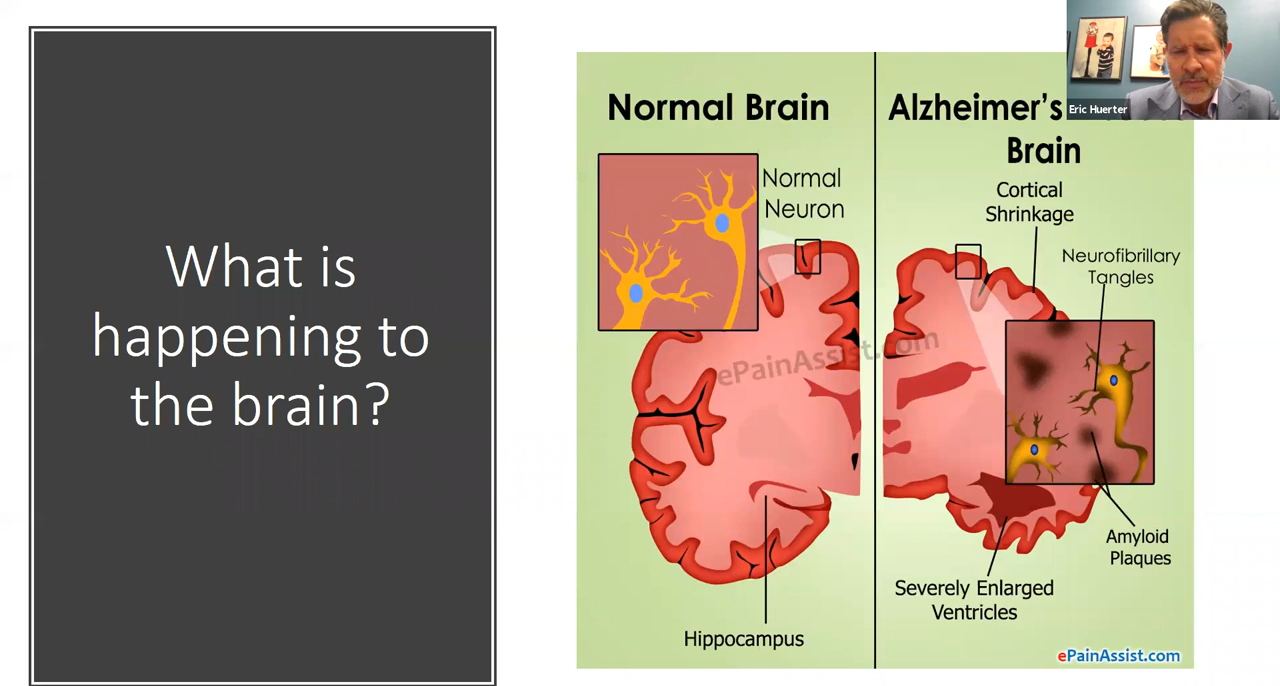 What is
happening to
the brain?
Normal Brain
Normal
Neuron
Hippocampus
Alzheimer's
Brain
Cortical
Shrinkage
Neurofibrillary
Tangles
Amyloid
Plaques
Severely Enlarged
Ventricles
ePainAssist.com
ePainAssist.com
Eric Huerter